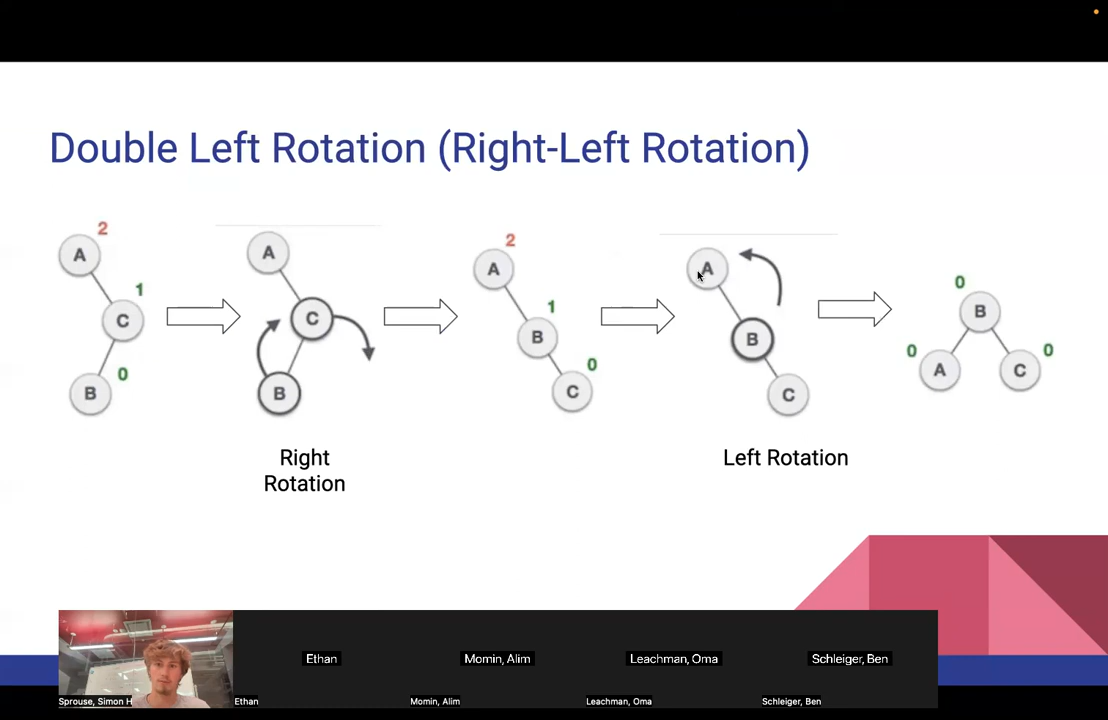 Double Left Rotation (Right-Left Rotation)
2
A
1
C
0
B
A
C
B
2
A
1
B
0
C
A
B
C
0
B
0
A
0
C
Right
Rotation
Left Rotation
Ethan
Momin, Alim
Leachman, Oma
Schleiger, Ben
Sprouse, Simon H
Ethan
Momin, Alim
Leachman, Oma
Schleiger, Ben